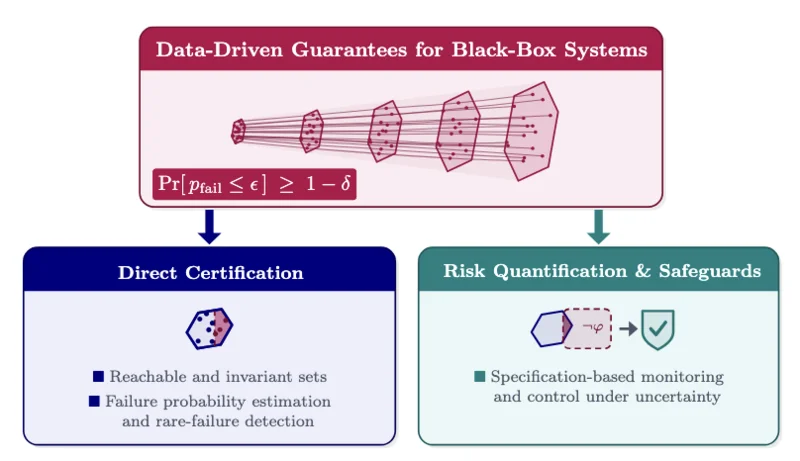 Data-Driven Guarantees for Black-Box Systems
Pr[ p_fail ≤ ϵ ] ≥ 1 − δ
Direct Certification
■ Reachable and invariant sets
■ Failure probability estimation
and rare-failure detection
Risk Quantification & Safeguards
¬φ
■ Specification-based monitoring
and control under uncertainty